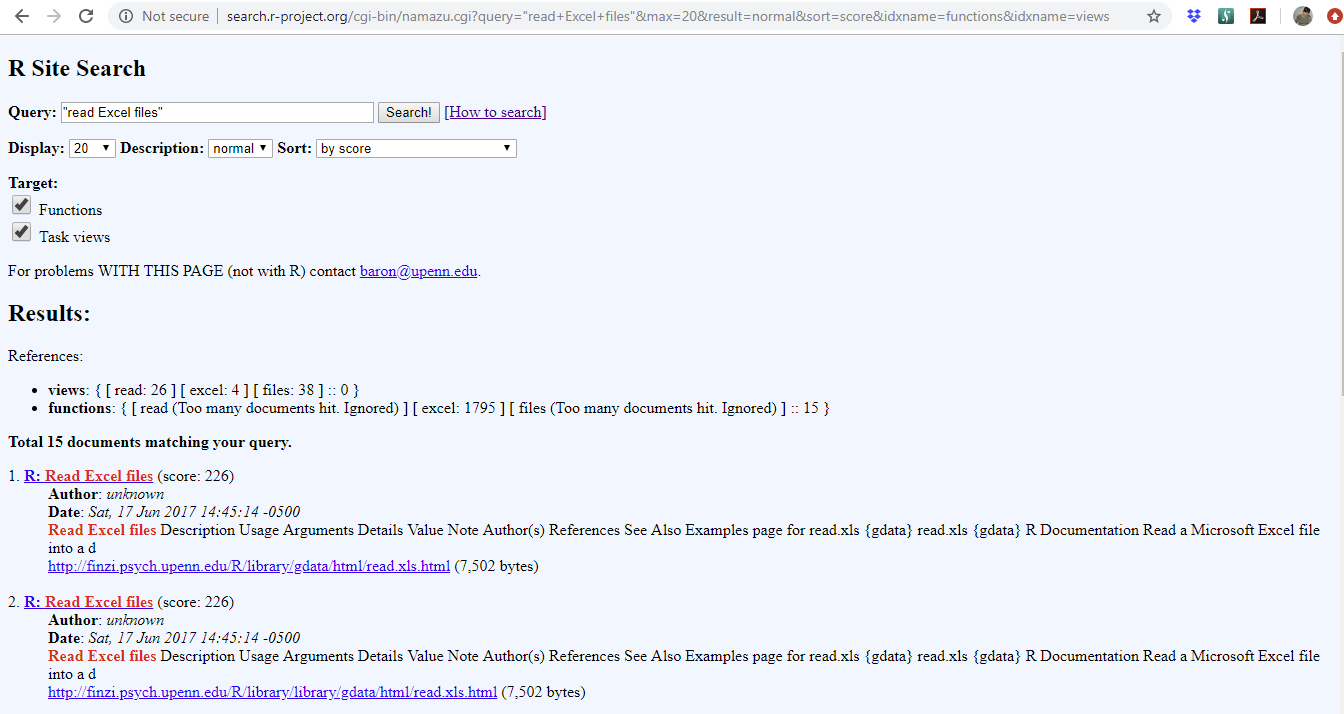 Not secure | search.r-project.org/cgi-bin/namazu.cgi?query="read+Excel+files"&max=20&result=normal&sort=score&idxname=functions&idxname=views
R Site Search
Query: "read Excel files" Search! [How to search]
Display: 20 Description: normal Sort: by score
Target:
Functions
Task views
For problems WITH THIS PAGE (not with R) contact baron@upenn.edu.
Results:
References:
• views: { [ read: 26 ] [ excel: 4 ] [ files: 38 ] :: 0 }
• functions: { [ read (Too many documents hit. Ignored) ] [ excel: 1795 ] [ files (Too many documents hit. Ignored) ] :: 15 }
Total 15 documents matching your query.
1. R: Read Excel files (score: 226)
Author: unknown
Date: Sat, 17 Jun 2017 14:45:14 -0500
Read Excel files Description Usage Arguments Details Value Note Author(s) References See Also Examples page for read.xls {gdata} read.xls {gdata} R Documentation Read a Microsoft Excel file
into a d
http://finzi.psych.upenn.edu/R/library/gdata/html/read.xls.html (7,502 bytes)
2. R: Read Excel files (score: 226)
Author: unknown
Date: Sat, 17 Jun 2017 14:45:14 -0500
Read Excel files Description Usage Arguments Details Value Note Author(s) References See Also Examples page for read.xls {gdata} read.xls {gdata} R Documentation Read a Microsoft Excel file
into a d
http://finzi.psych.upenn.edu/R/library/library/gdata/html/read.xls.html (7,502 bytes)